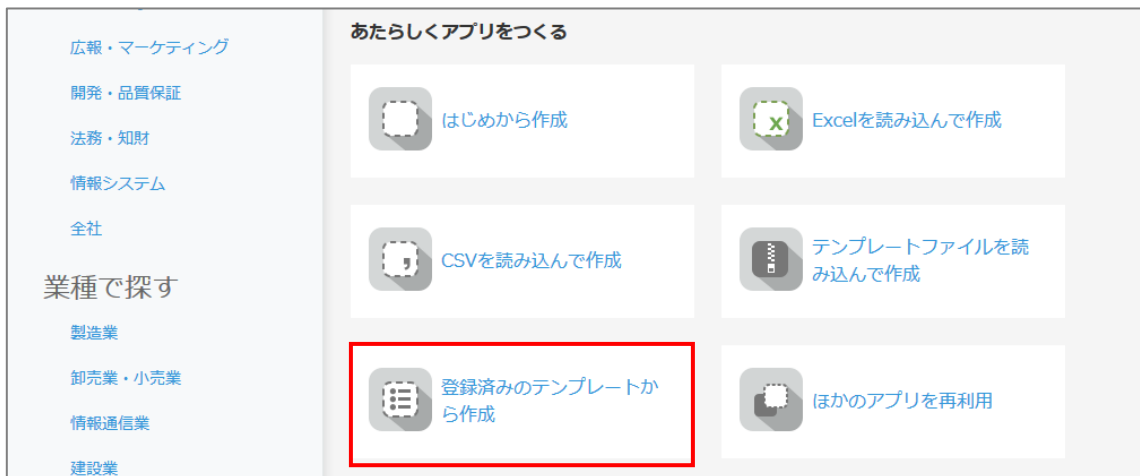 広報・マーケティング
開発・品質保証
法務・知財
情報システム
全社
業種で探す
製造業
卸売業・小売業
情報通信業
建設業
あたらしくアプリをつくる
はじめから作成
Excelを読み込んで作成
CSVを読み込んで作成
テンプレートファイルを読
み込んで作成
登録済みのテンプレートか
ら作成
ほかのアプリを再利用